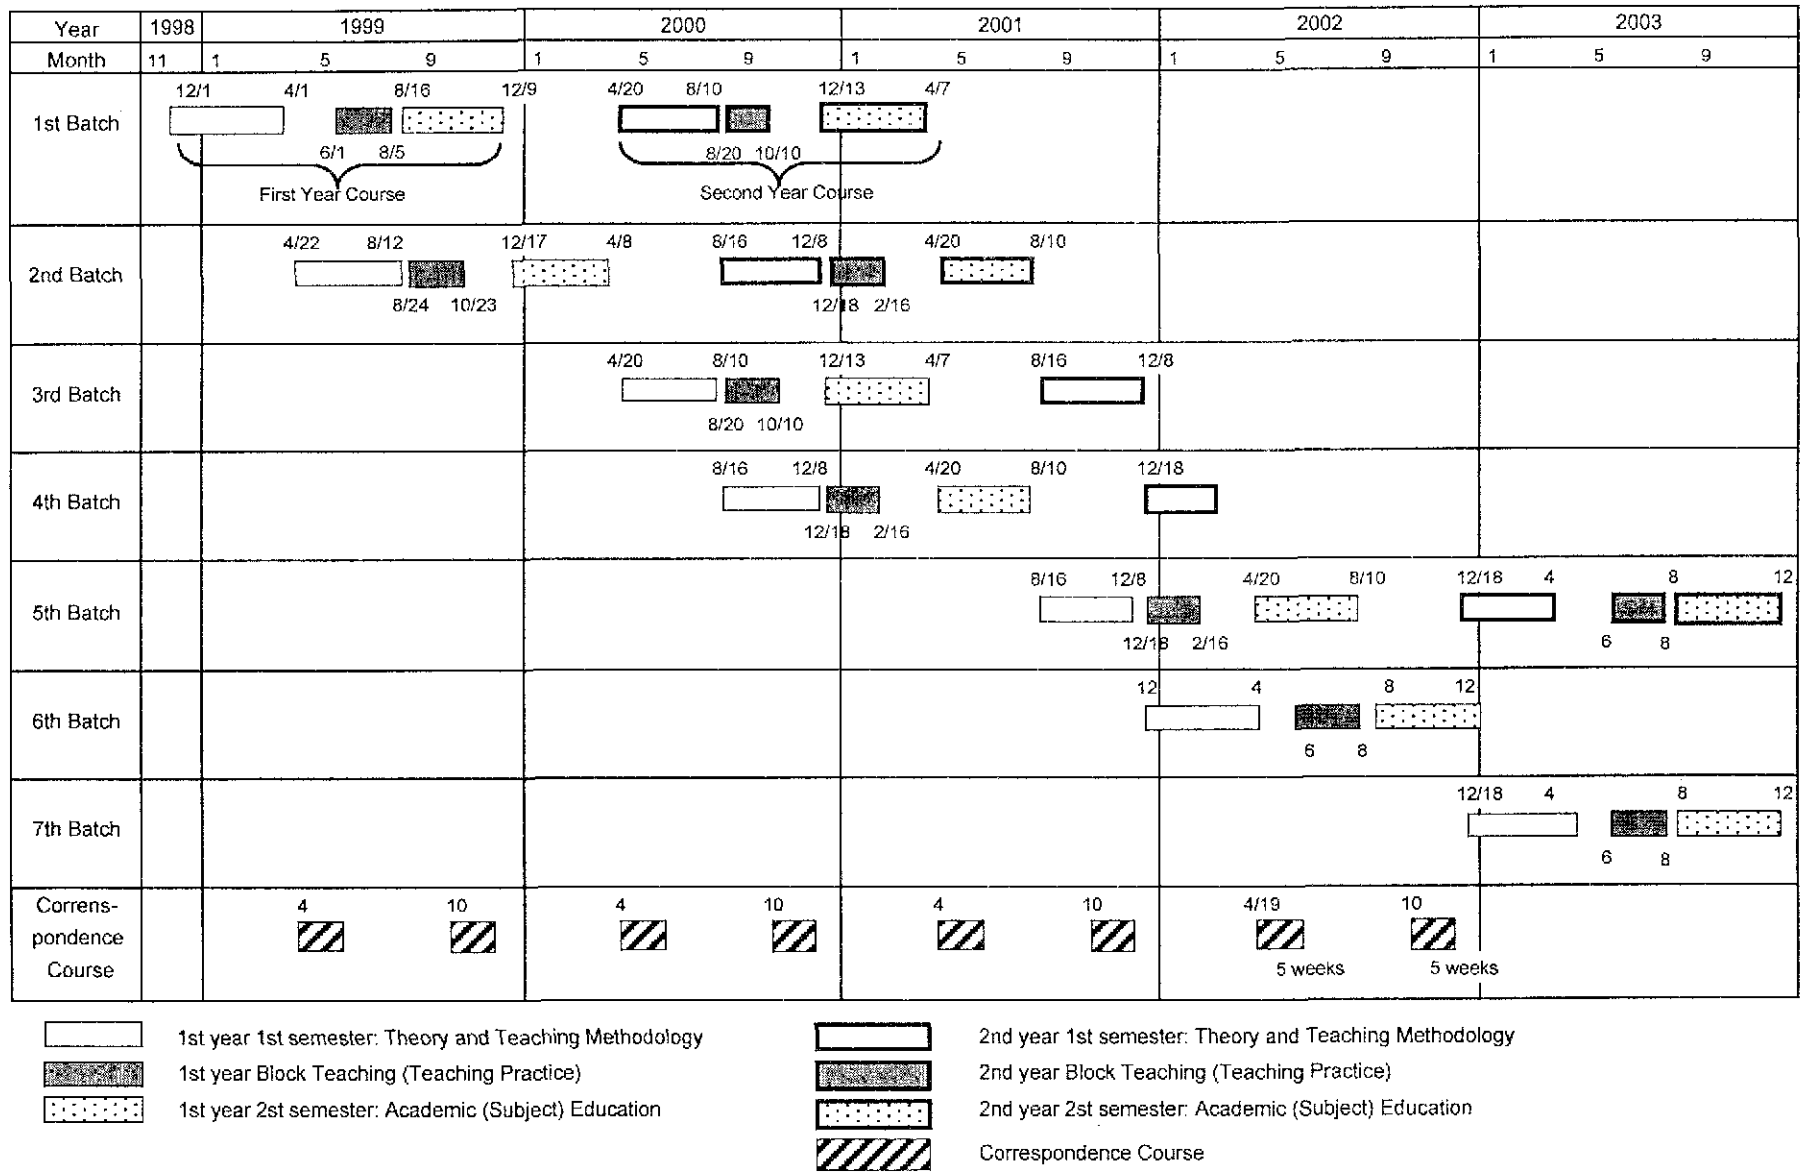 Year 1998 1999 2000 2001 2002 2003
Month 11 1 5 9 1 5 9 1 5 9 1 5 9 1 5 9
12/1 4/1 8/16 12/9 4/20 8/10 12/13 4/7
1st Batch
6/1 8/5 8/20 10/10
First Year Course Second Year Course
4/22 8/12 12/17 4/8 8/16 12/8 4/20 8/10
2nd Batch
8/24 10/23 12/18 2/16
4/20 8/10 12/13 4/7 8/16 12/8
3rd Batch
8/20 10/10
8/16 12/8 4/20 8/10 12/18
4th Batch
12/18 2/16
8/16 12/8 4/20 8/10 12/18 4 8 12
5th Batch
12/18 2/16 6 8
12 4 8 12
6th Batch
6 8
12/18 4 8 12
7th Batch
6 8
Correns-
4 10 4 10 4 10 4/19 10
pondence
Course
5 weeks 5 weeks
1st year 1st semester: Theory and Teaching Methodology
1st year Block Teaching (Teaching Practice)
1st year 2st semester: Academic (Subject) Education
2nd year 1st semester: Theory and Teaching Methodology
2nd year Block Teaching (Teaching Practice)
2nd year 2st semester: Academic (Subject) Education
Correspondence Course